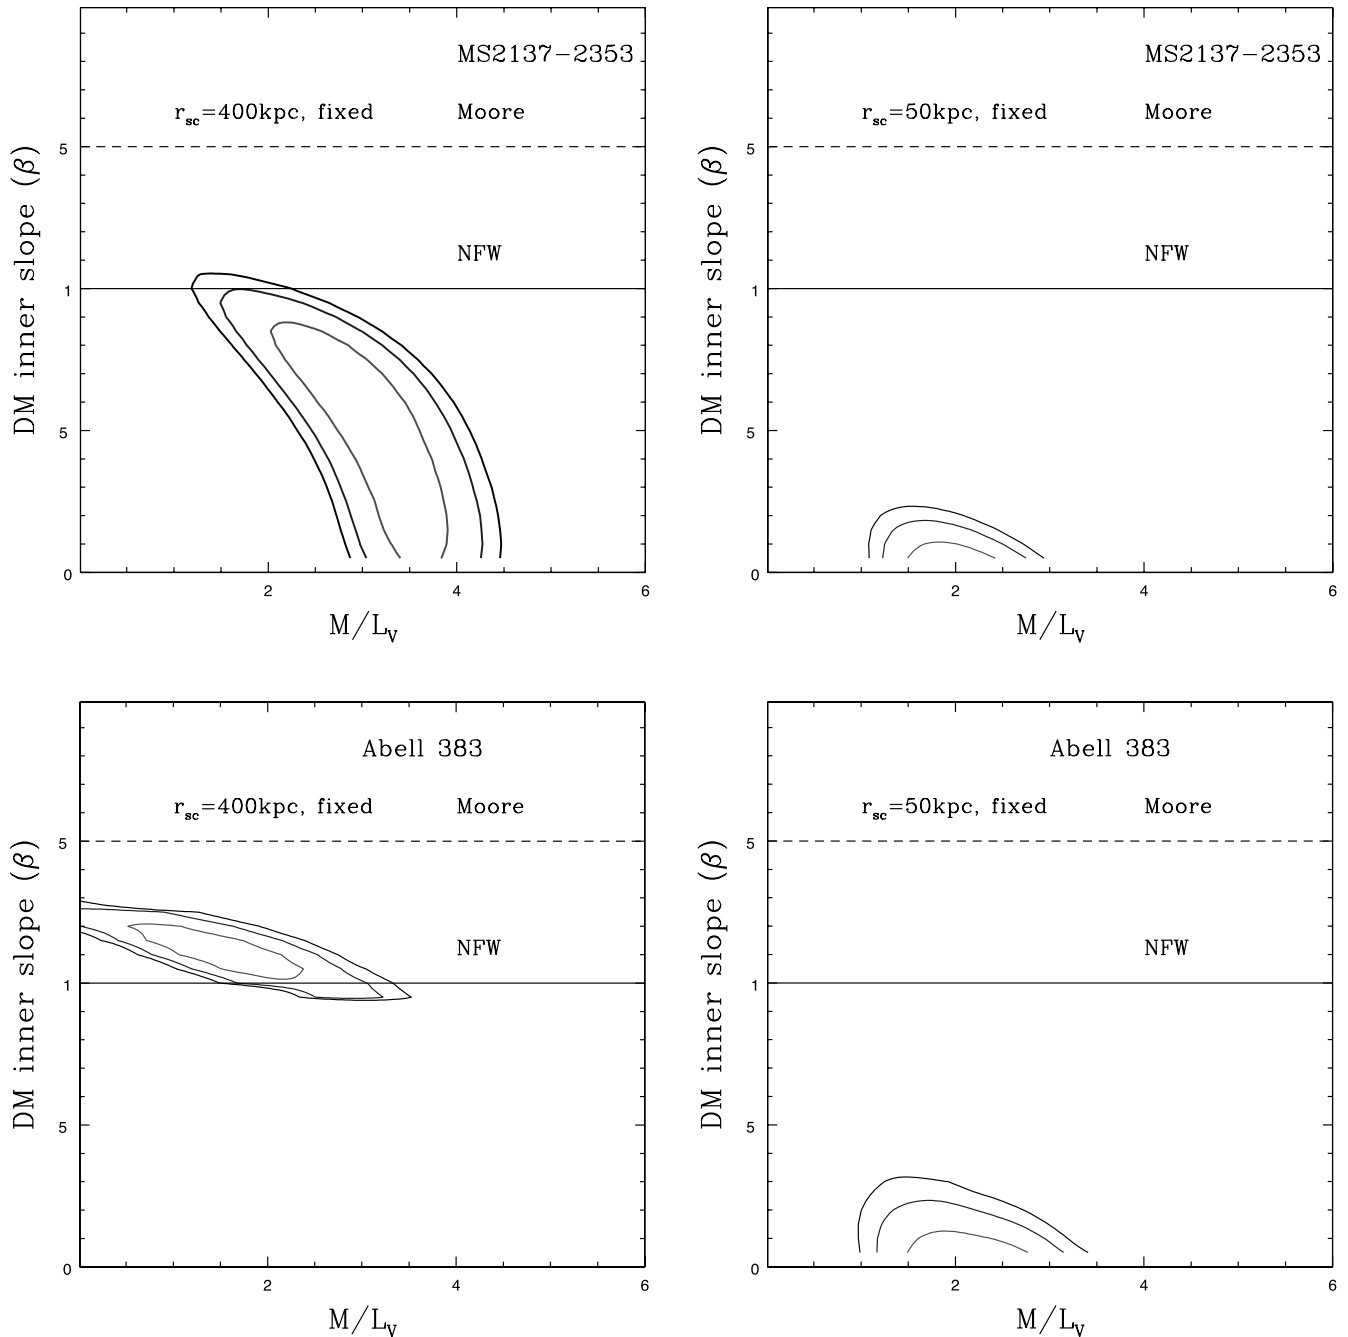 MS2137-2353
r_sc=400kpc, fixed Moore
5
NFW
1
5
0
2 4 6
DM inner slope (β)
M/L_V
MS2137-2353
r_sc=50kpc, fixed Moore
5
NFW
1
5
0
2 4 6
DM inner slope (β)
M/L_V
Abell 383
r_sc=400kpc, fixed Moore
5
NFW
1
5
0
2 4 6
DM inner slope (β)
M/L_V
Abell 383
r_sc=50kpc, fixed Moore
5
NFW
1
5
0
2 4 6
DM inner slope (β)
M/L_V